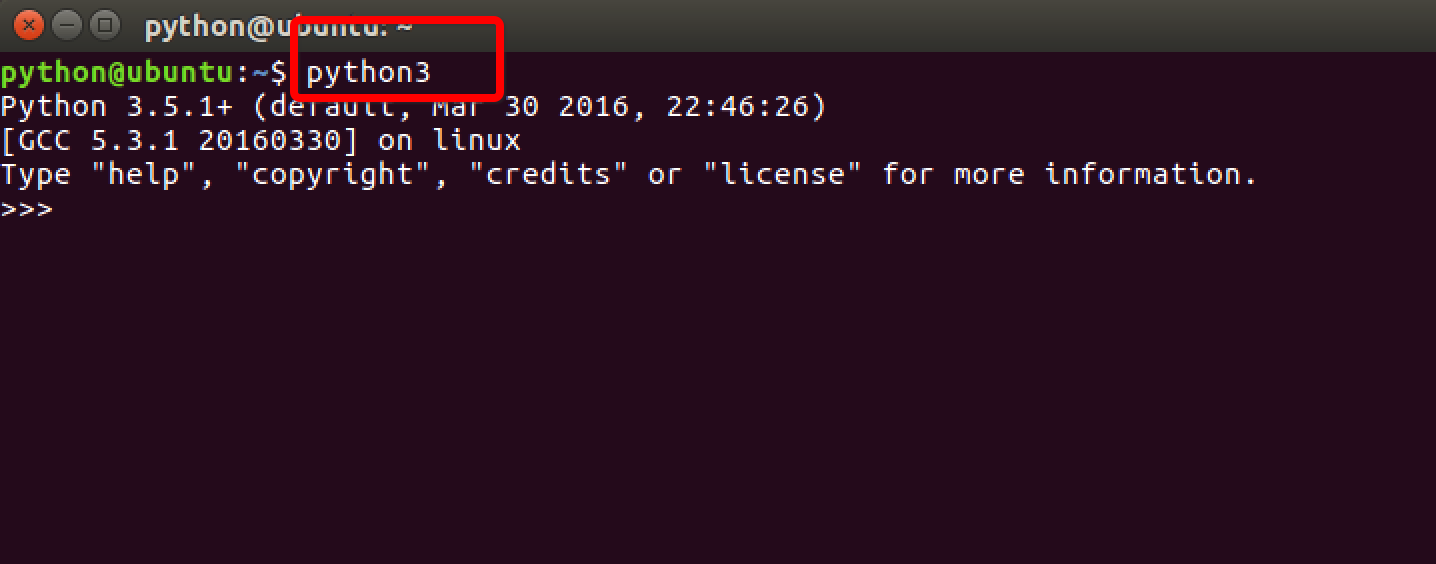 python@ubuntu: ~
python@ubuntu:~$ python3
Python 3.5.1+ (default, Mar 30 2016, 22:46:26)
[GCC 5.3.1 20160330] on linux
Type "help", "copyright", "credits" or "license" for more information.
>>>